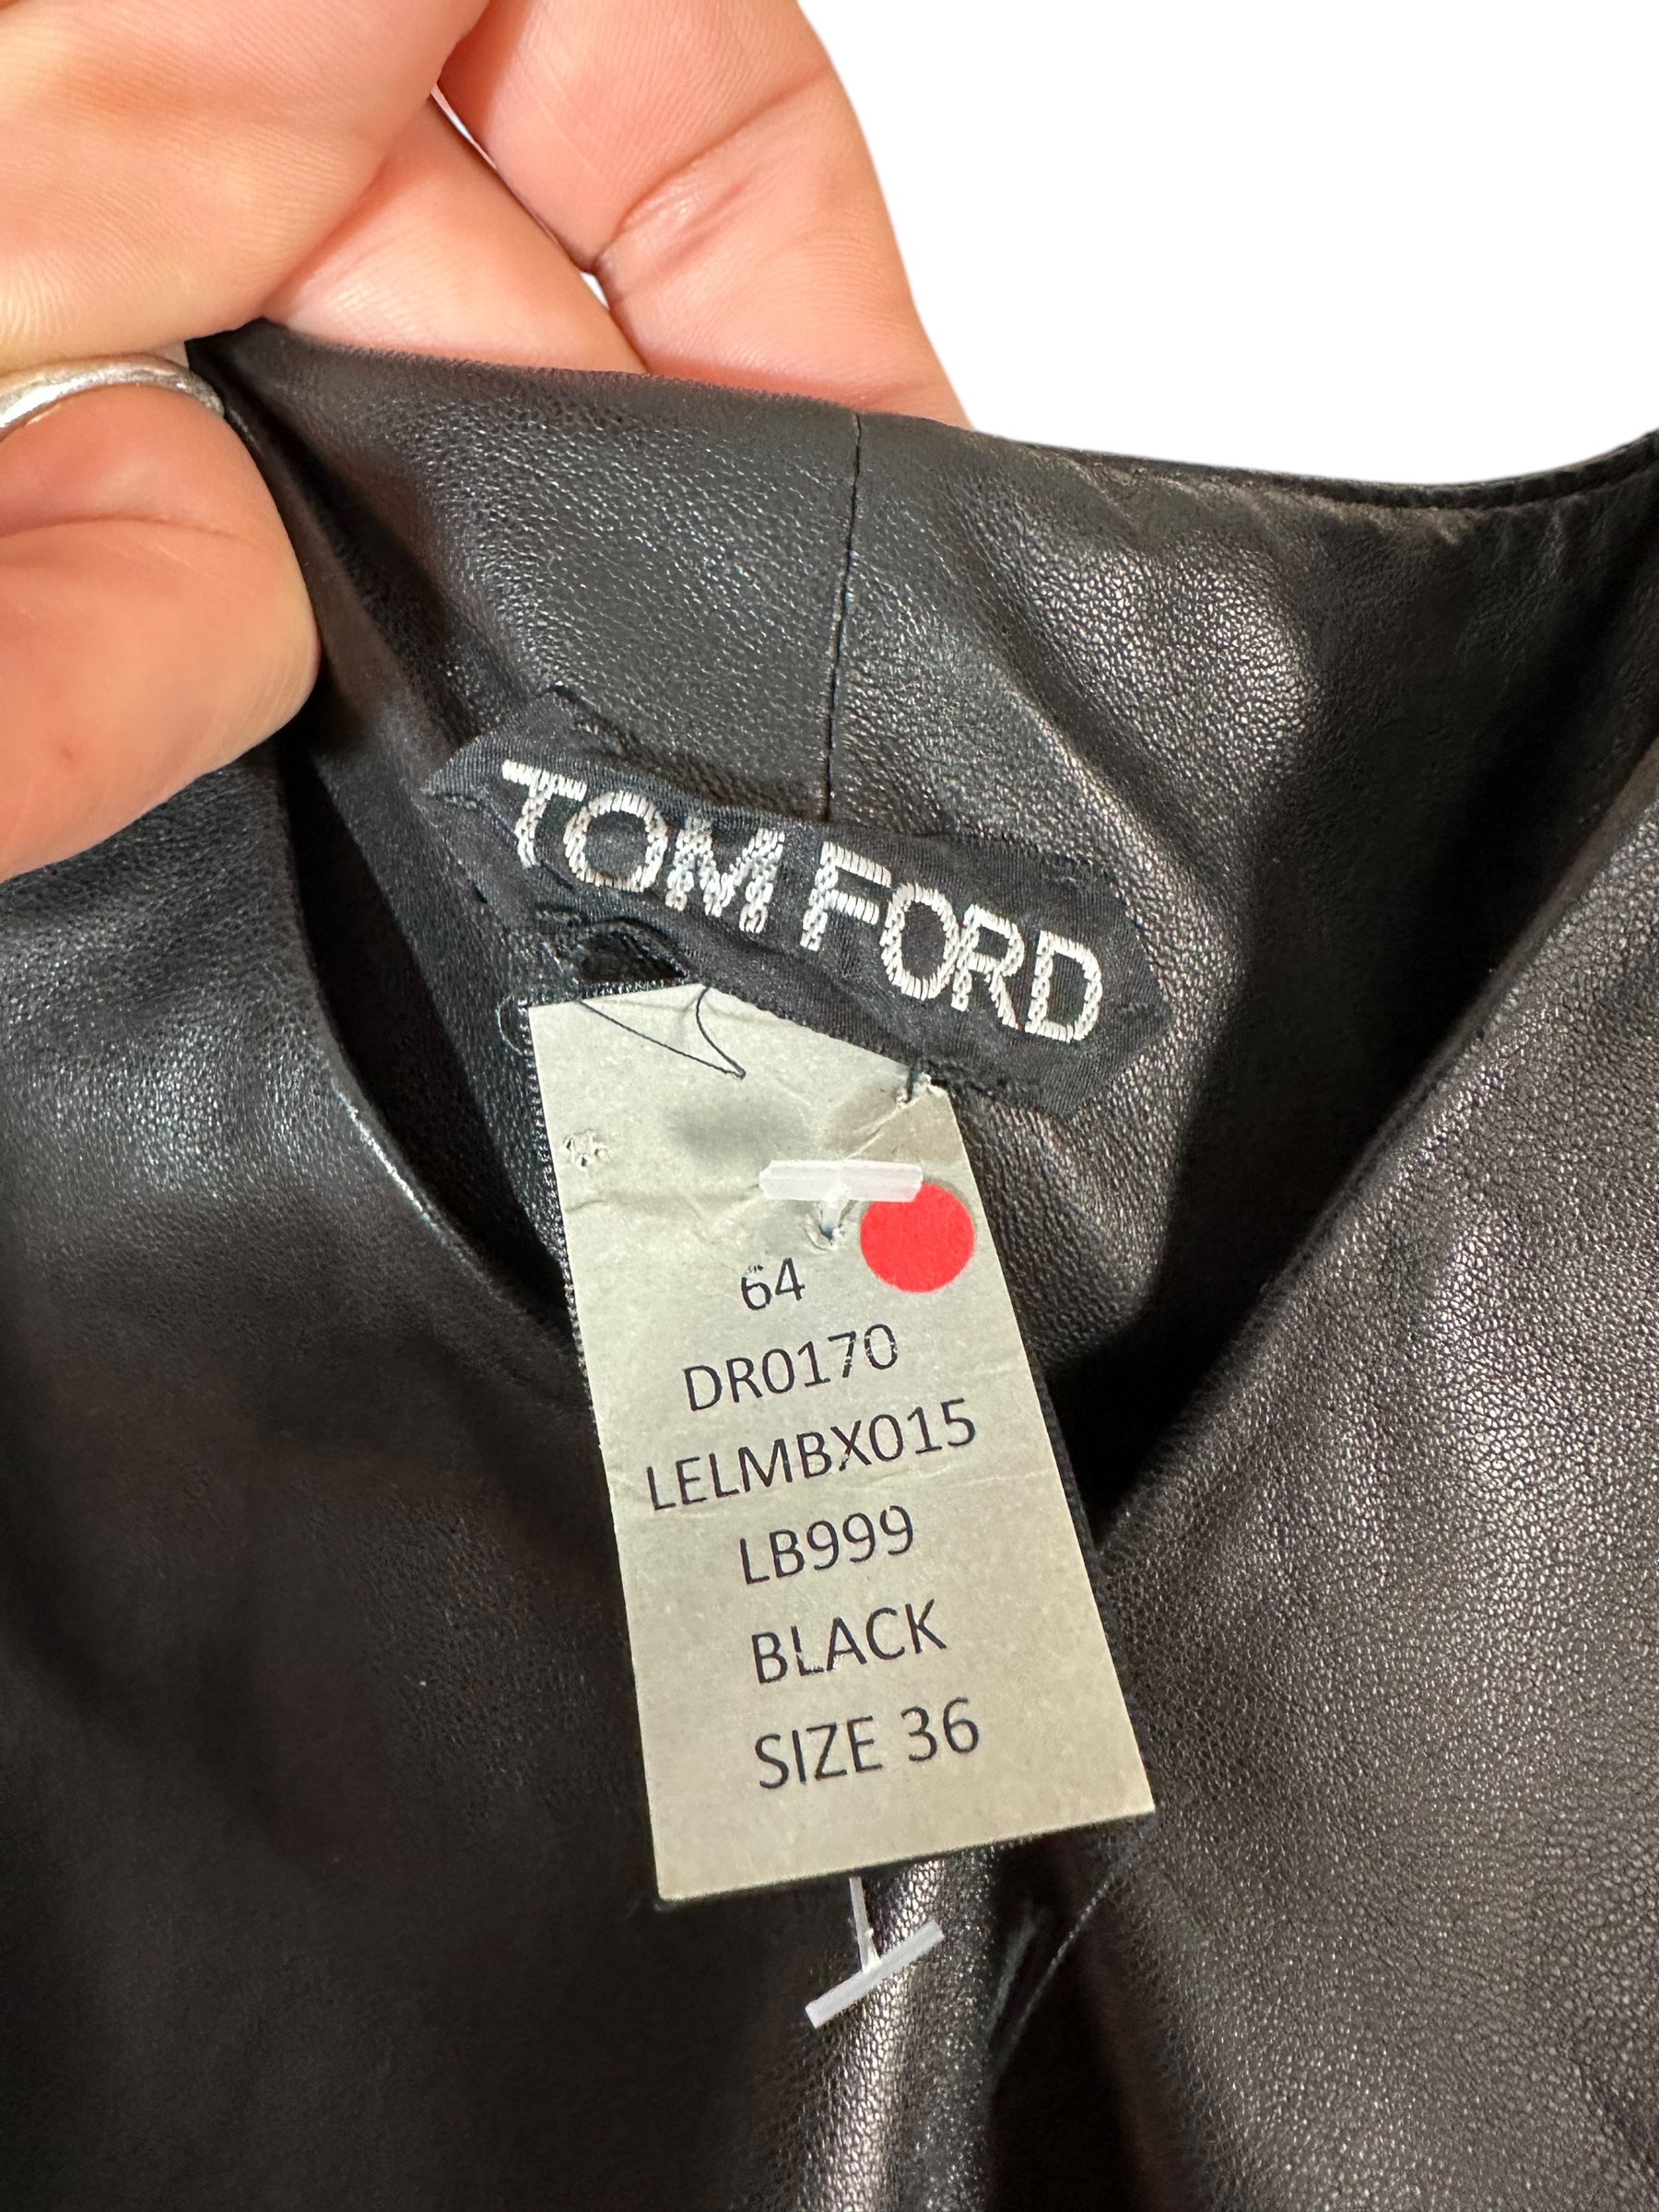 TOM FORD
64
DR0170
LELMBX015
LB999
BLACK
SIZE 36